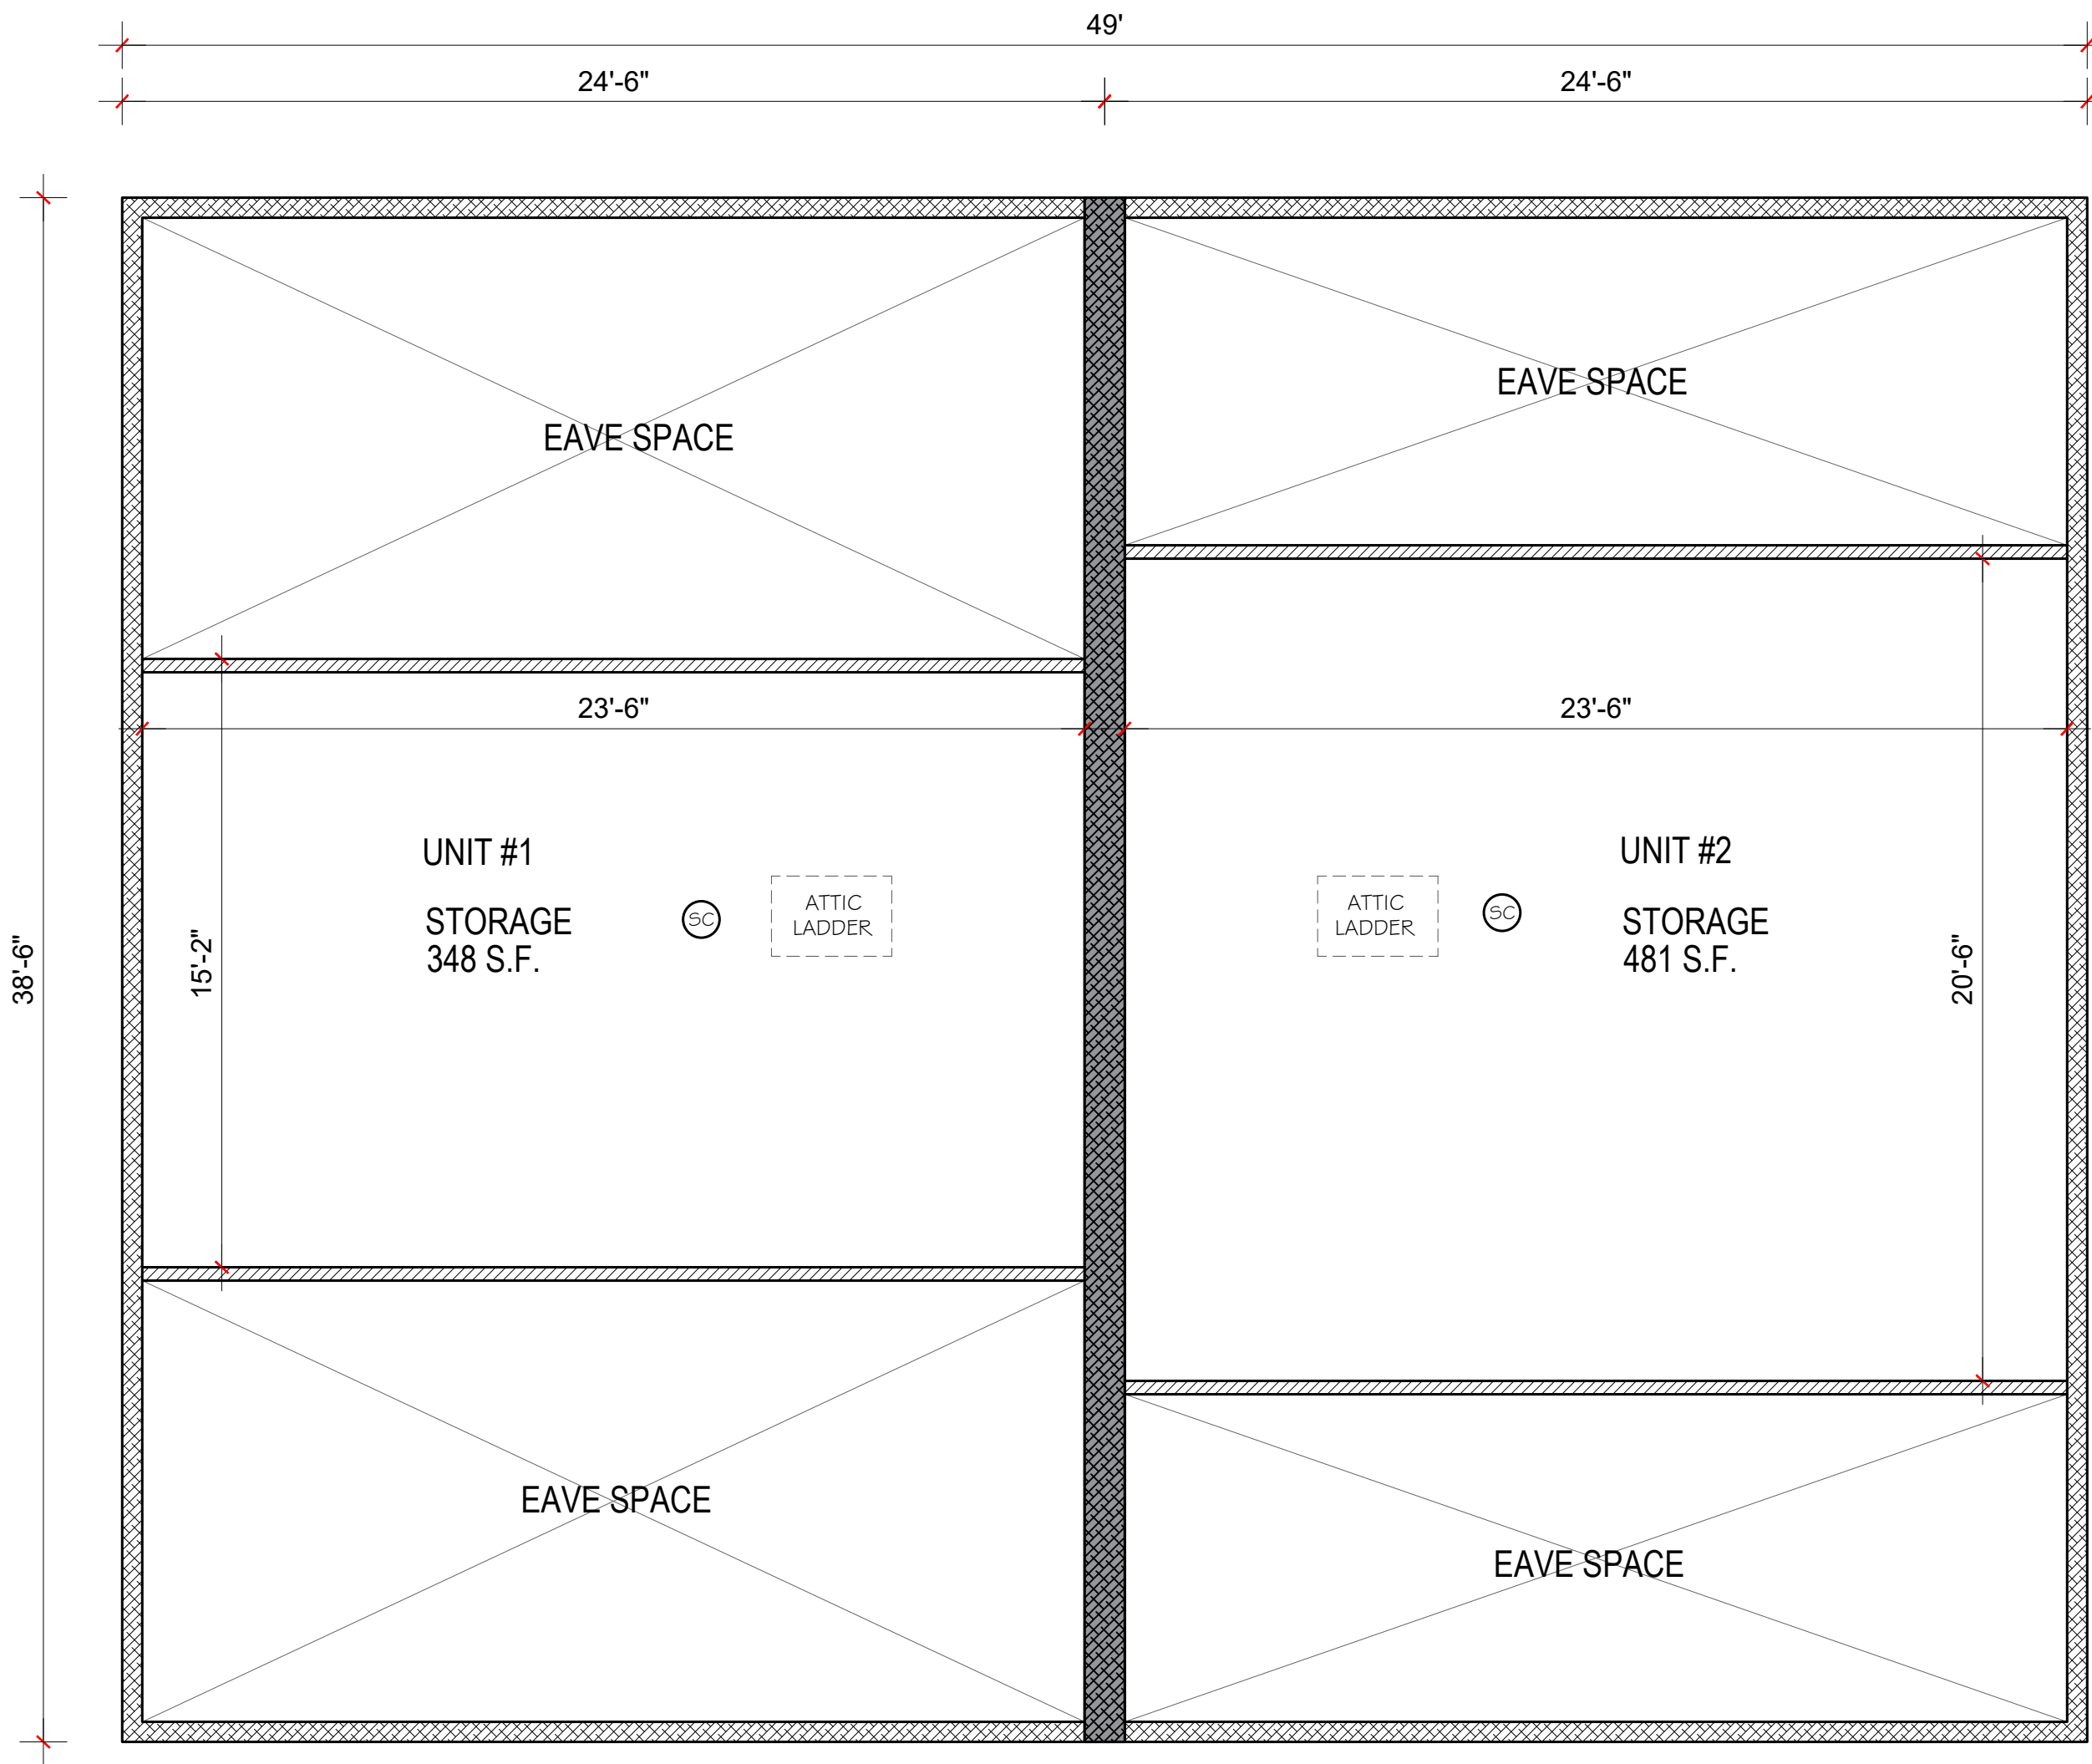 49'
24'-6"
24'-6"
EAVE SPACE
EAVE SPACE
23'-6"
23'-6"
UNIT #1
STORAGE
348 S.F.
SC
ATTIC
LADDER
ATTIC
LADDER
SC
UNIT #2
STORAGE
481 S.F.
38'-6"
15'-2"
20'-6"
EAVE SPACE
EAVE SPACE